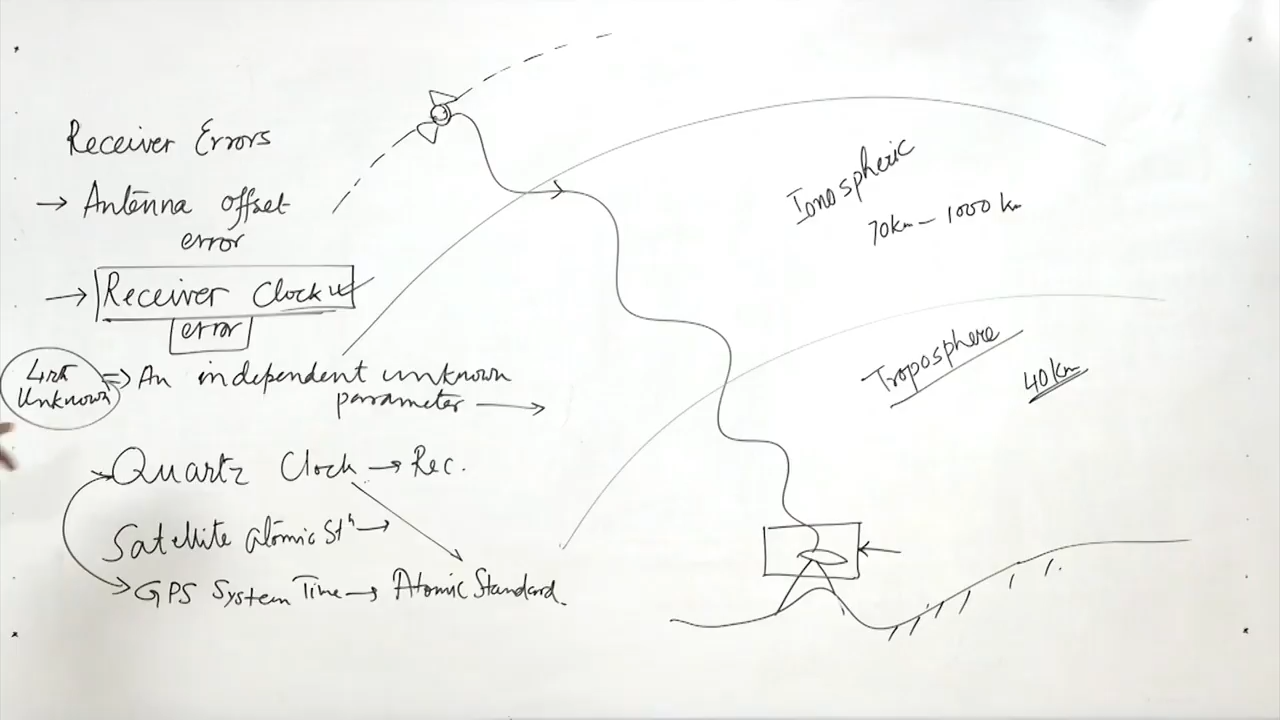 Receiver Errors
→ Antenna offset
error
→ Receiver Clock
error
4th
Unknown
⇒ An independent unknown
parameter →
Quartz Clock → Rec.
Satellite atomic Stʰ →
GPS System Time → Atomic Standard.
Ionospheric
70km – 1000 km
Troposphere
40km